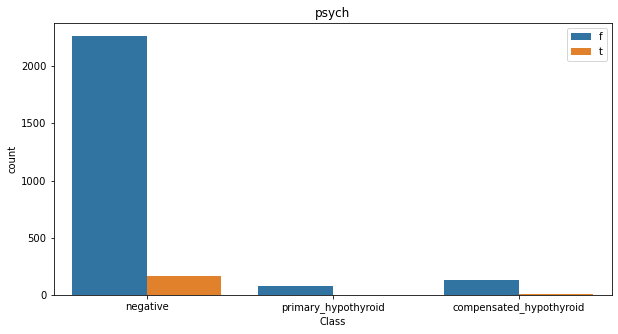 psych
f
t
count
2000
1500
1000
500
0
negative
primary_hypothyroid
compensated_hypothyroid
Class